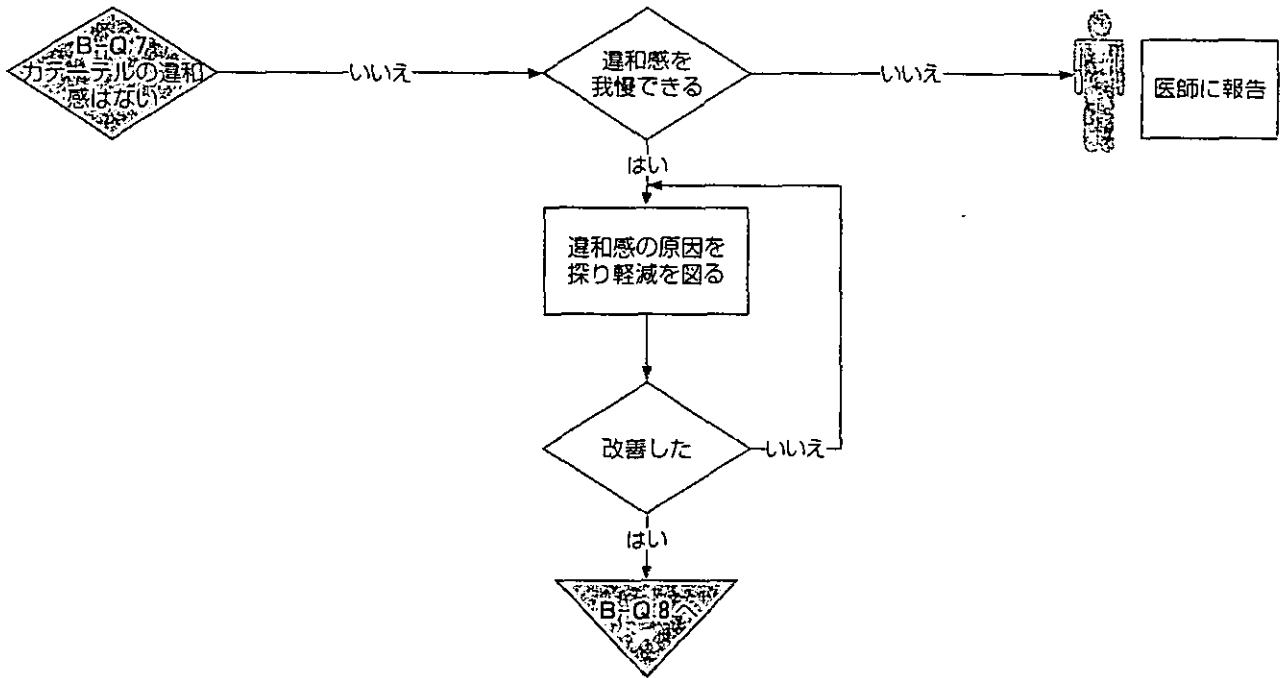 B-Q.7
カテーテルの違和
感はない
いいえ
違和感を
我慢できる
いいえ
医師に報告
はい
違和感の原因を
探り軽減を図る
改善した
いいえ
はい
B-Q.8へ